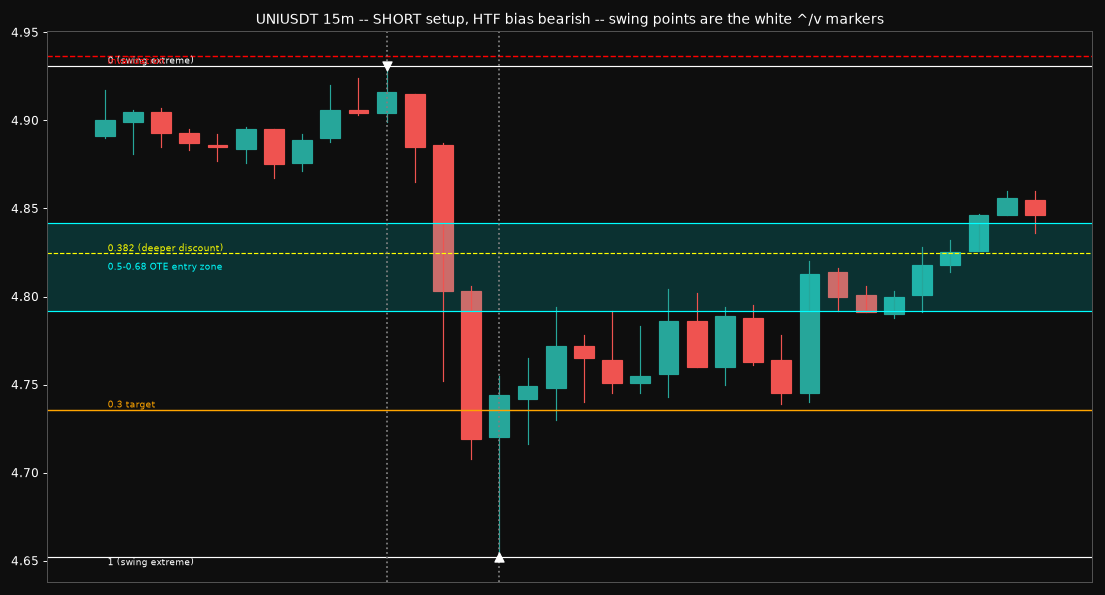 UNIUSDT 15m -- SHORT setup, HTF bias bearish -- swing points are the white ^/v markers
4.95
0 (swing extreme)
4.90
4.85
0.382 (deeper discount)
0.5-0.68 OTE entry zone
4.80
4.75
0.3 target
4.70
4.65
1 (swing extreme)